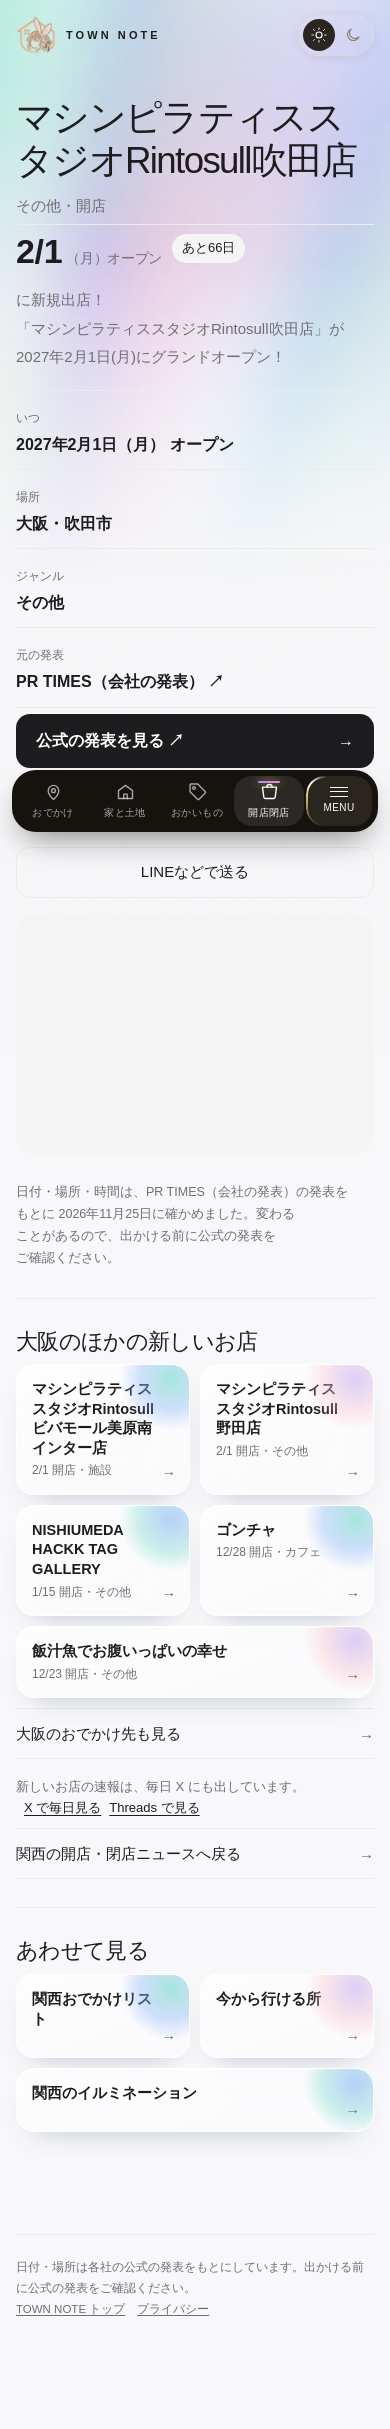 TOWN NOTE
マシンピラティスス
タジオRintosull吹田店
その他・開店
2/1（月）オープン あと66日
に新規出店！
「マシンピラティススタジオRintosull吹田店」が
2027年2月1日(月)にグランドオープン！
いつ
2027年2月1日（月） オープン
場所
大阪・吹田市
ジャンル
その他
元の発表
PR TIMES（会社の発表） ↗
公式の発表を見る ↗ →
おでかけ 家と土地 おかいもの 開店閉店 MENU
LINEなどで送る
日付・場所・時間は、PR TIMES（会社の発表）の発表を
もとに 2026年11月25日に確かめました。変わる
ことがあるので、出かける前に公式の発表を
ご確認ください。
大阪のほかの新しいお店
マシンピラティス
スタジオRintosull
ビバモール美原南
インター店
2/1 開店・施設 →
マシンピラティス
スタジオRintosull
野田店
2/1 開店・その他
→
NISHIUMEDA
HACKK TAG
GALLERY
1/15 開店・その他 →
ゴンチャ
12/28 開店・カフェ
→
飯汁魚でお腹いっぱいの幸せ
12/23 開店・その他 →
大阪のおでかけ先も見る →
新しいお店の速報は、毎日 X にも出しています。
X で毎日見る Threads で見る
関西の開店・閉店ニュースへ戻る →
あわせて見る
関西おでかけリス
ト
→
今から行ける所
→
関西のイルミネーション
→
日付・場所は各社の公式の発表をもとにしています。出かける前
に公式の発表をご確認ください。
TOWN NOTE トップ プライバシー